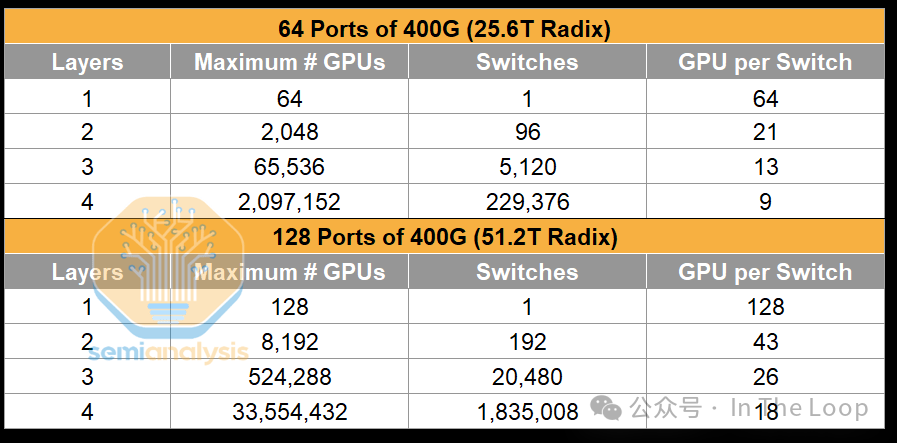 64 Ports of 400G (25.6T Radix)
Layers Maximum # GPUs Switches GPU per Switch
1 64 1 64
2 2,048 96 21
3 65,536 5,120 13
4 2,097,152 229,376 9
128 Ports of 400G (51.2T Radix)
Layers Maximum # GPUs Switches GPU per Switch
1 128 1 128
2 8,192 192 43
semianalysis
3 524,288 20,480 26
4 33,554,432 1,835,008 18
公众号 · In The Loop